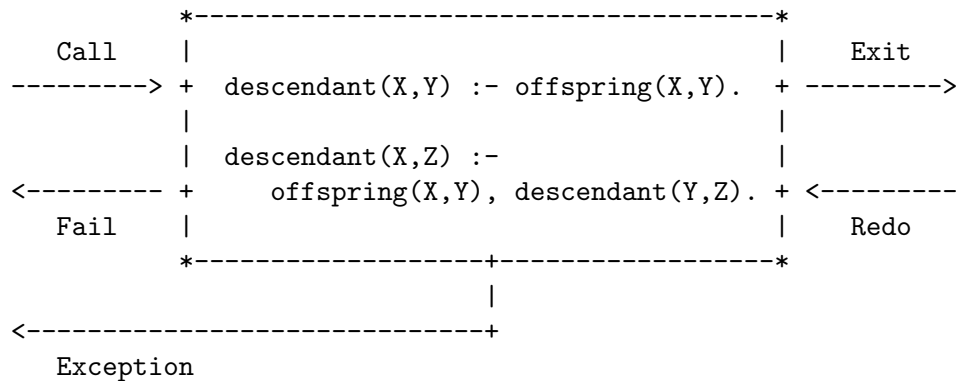 *-----------------------------------*
Call | | Exit
---------> + descendant(X,Y) :- offspring(X,Y). + --------->
| |
| descendant(X,Z) :- |
<--------- + offspring(X,Y), descendant(Y,Z). + <---------
Fail | | Redo
*------------------+-----------------*
|
<-----------------------------+
Exception